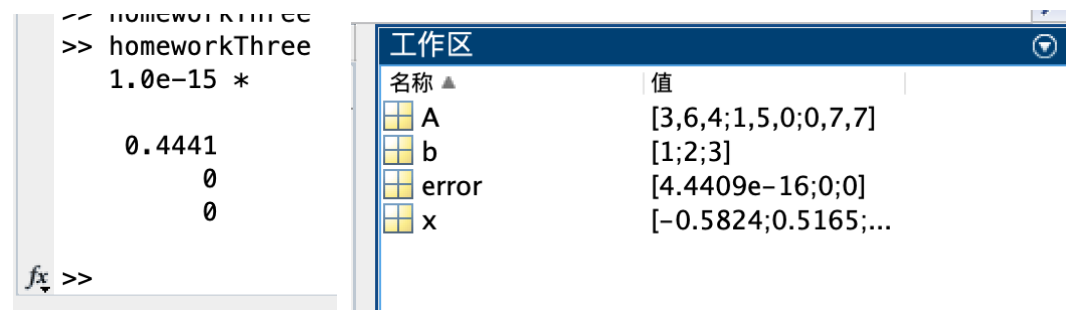 >> homeworkThree
>> homeworkThree
1.0e-15 *
0.4441
0
0
fx >>
工作区
名称 值
A [3,6,4;1,5,0;0,7,7]
b [1;2;3]
error [4.4409e-16;0;0]
x [-0.5824;0.5165;...